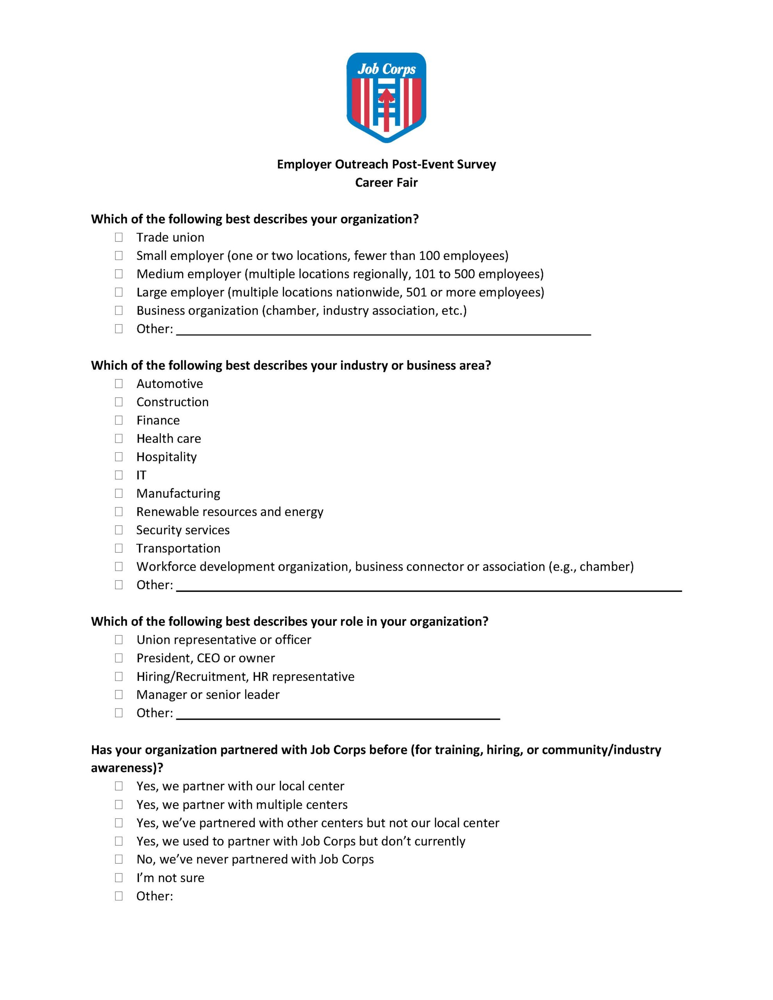 Job Corps
Employer Outreach Post-Event Survey
Career Fair
Which of the following best describes your organization?
☐ Trade union
☐ Small employer (one or two locations, fewer than 100 employees)
☐ Medium employer (multiple locations regionally, 101 to 500 employees)
☐ Large employer (multiple locations nationwide, 501 or more employees)
☐ Business organization (chamber, industry association, etc.)
☐ Other: ______________________________
Which of the following best describes your industry or business area?
☐ Automotive
☐ Construction
☐ Finance
☐ Health care
☐ Hospitality
☐ IT
☐ Manufacturing
☐ Renewable resources and energy
☐ Security services
☐ Transportation
☐ Workforce development organization, business connector or association (e.g., chamber)
☐ Other: ______________________________
Which of the following best describes your role in your organization?
☐ Union representative or officer
☐ President, CEO or owner
☐ Hiring/Recruitment, HR representative
☐ Manager or senior leader
☐ Other: ______________________________
Has your organization partnered with Job Corps before (for training, hiring, or community/industry
awareness)?
☐ Yes, we partner with our local center
☐ Yes, we partner with multiple centers
☐ Yes, we’ve partnered with other centers but not our local center
☐ Yes, we used to partner with Job Corps but don’t currently
☐ No, we’ve never partnered with Job Corps
☐ I’m not sure
☐ Other: